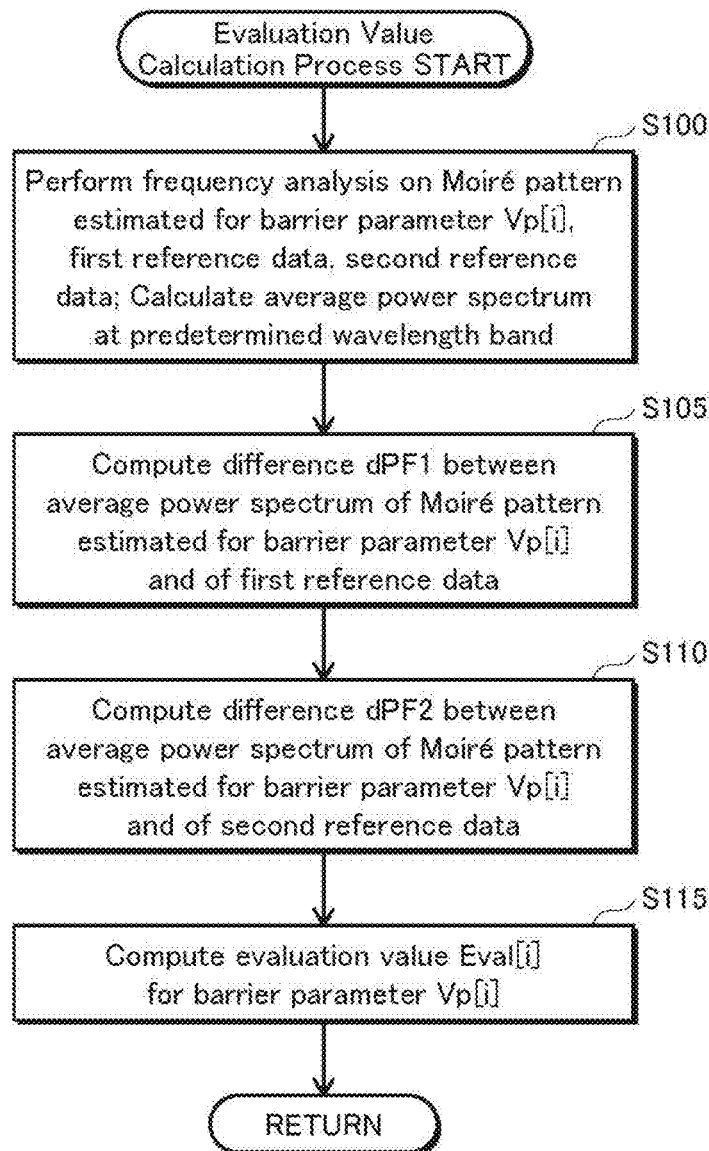 Evaluation Value
Calculation Process START
S100
Perform frequency analysis on Moiré pattern
estimated for barrier parameter Vp[i],
first reference data, second reference
data; Calculate average power spectrum
at predetermined wavelength band
S105
Compute difference dPF1 between
average power spectrum of Moiré pattern
estimated for barrier parameter Vp[i]
and of first reference data
S110
Compute difference dPF2 between
average power spectrum of Moiré pattern
estimated for barrier parameter Vp[i]
and of second reference data
S115
Compute evaluation value Eval[i]
for barrier parameter Vp[i]
RETURN